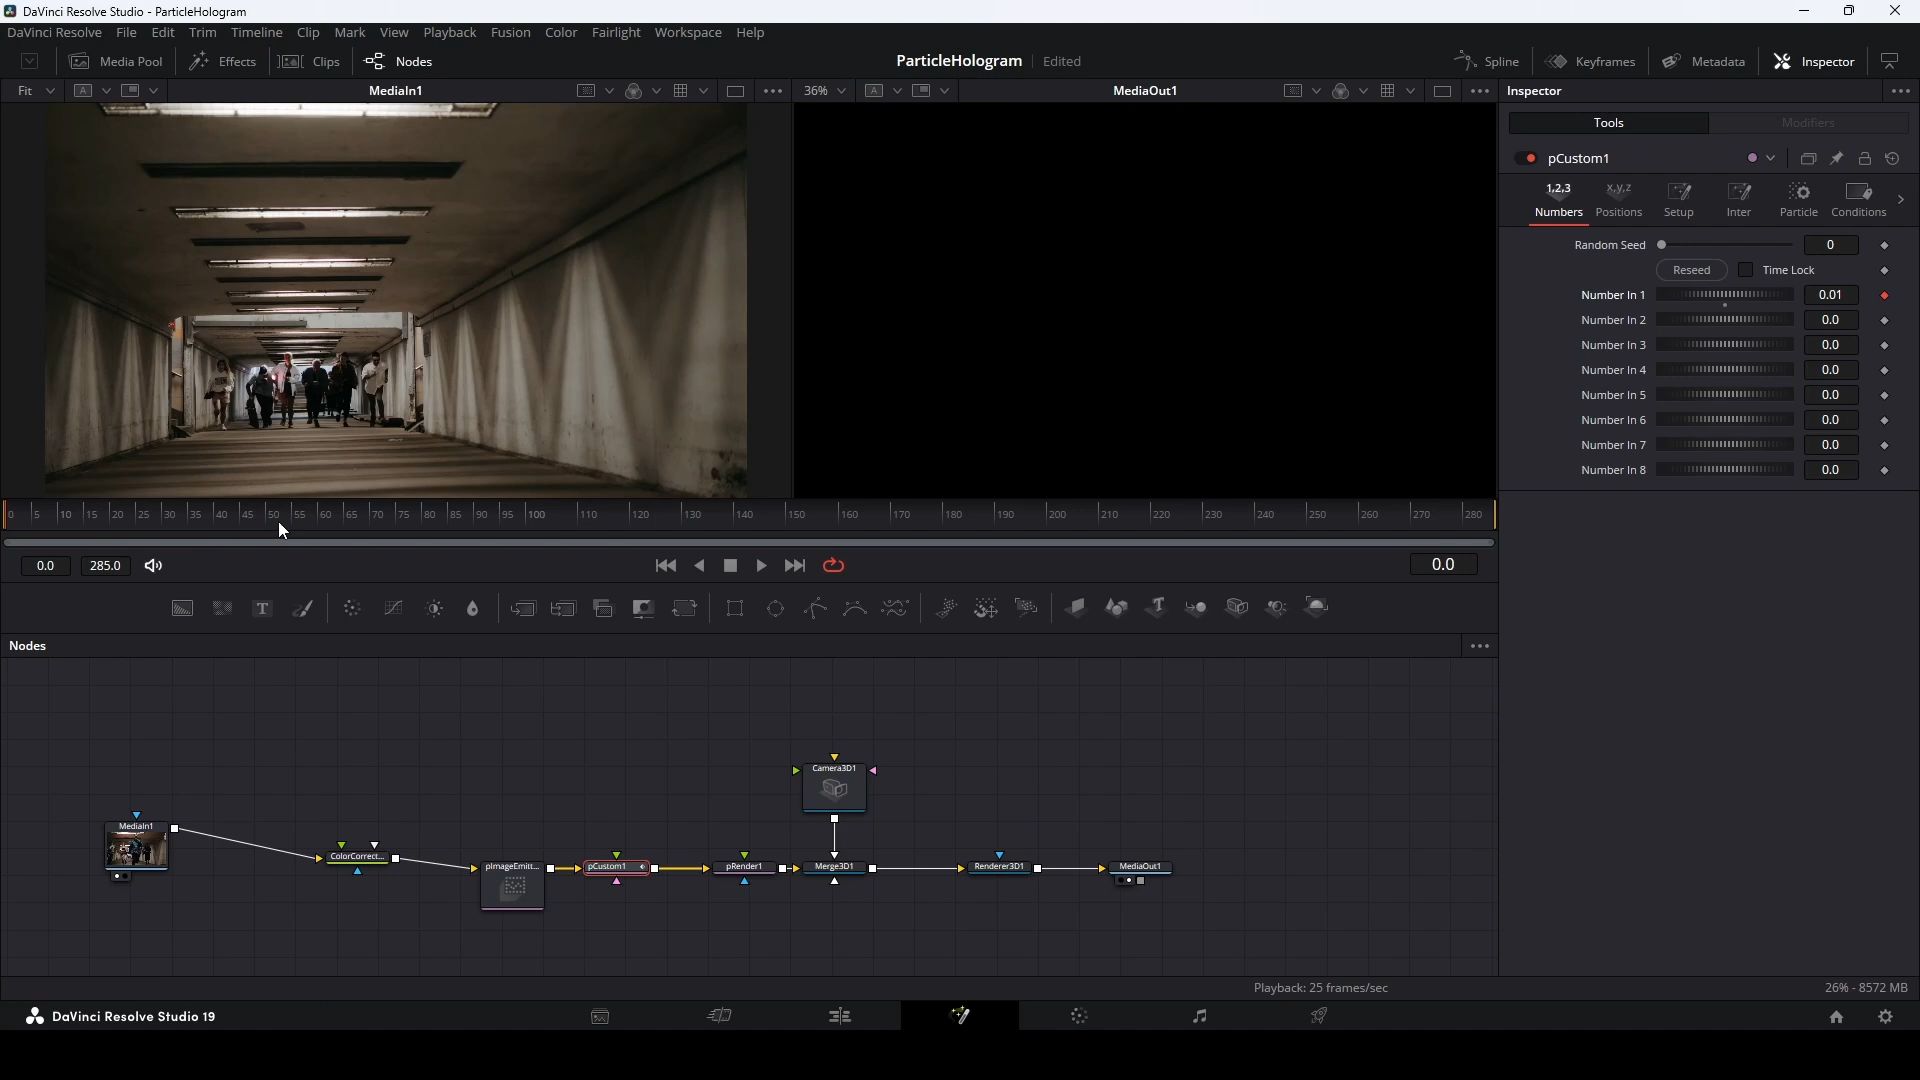 DaVinci Resolve Studio - ParticleHologram
DaVinci Resolve File Edit Trim Timeline Clip Mark View Playback Fusion Color Fairlight Workspace Help
Media Pool Effects Clips Nodes ParticleHologram Edited Spline Keyframes Metadata Inspector
Fit A MediaIn1 36% A MediaOut1 Inspector
Tools Modifiers
pCustom1
1,2,3 x,y,z
Numbers Positions Setup Inter Particle Conditions
Random Seed 0
Reseed Time Lock
Number In 1 0.01
Number In 2 0.0
Number In 3 0.0
Number In 4 0.0
Number In 5 0.0
Number In 6 0.0
Number In 7 0.0
Number In 8 0.0
0 5 10 15 20 25 30 35 40 45 50 55 60 65 70 75 80 85 90 95 100 110 120 130 140 150 160 170 180 190 200 210 220 230 240 250 260 270 280
0.0 285.0 0.0
T T
Nodes
Camera3D1
MediaIn1
ColorCorrect...
pImageEmitt... pCustom1 pRender1 Merge3D1 Renderer3D1 MediaOut1
Playback: 25 frames/sec 26% - 8572 MB
DaVinci Resolve Studio 19